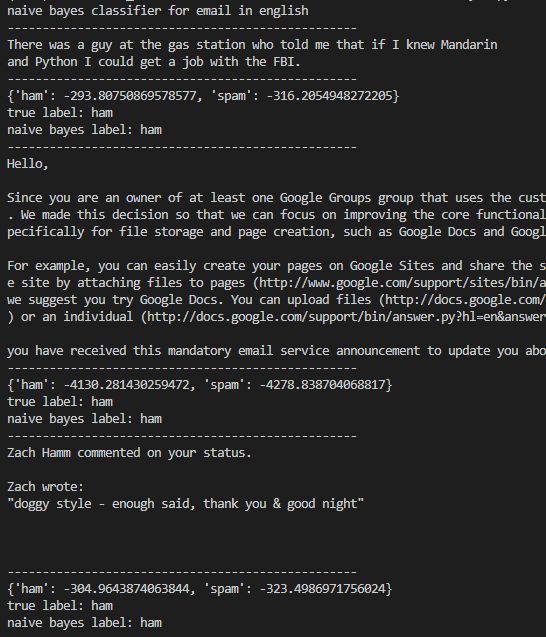 naive bayes classifier for email in english
--------------------------------------------------
There was a guy at the gas station who told me that if I knew Mandarin
and Python I could get a job with the FBI.
--------------------------------------------------
{'ham': -293.80750869578577, 'spam': -316.2054948272205}
true label: ham
naive bayes label: ham
--------------------------------------------------
Hello,
Since you are an owner of at least one Google Groups group that uses the cust
. We made this decision so that we can focus on improving the core functional
pecifically for file storage and page creation, such as Google Docs and Googl
For example, you can easily create your pages on Google Sites and share the s
e site by attaching files to pages (http://www.google.com/support/sites/bin/a
we suggest you try Google Docs. You can upload files (http://docs.google.com/
) or an individual (http://docs.google.com/support/bin/answer.py?hl=en&answer
you have received this mandatory email service announcement to update you abo
--------------------------------------------------
{'ham': -4130.281430259472, 'spam': -4278.838704068817}
true label: ham
naive bayes label: ham
--------------------------------------------------
Zach Hamm commented on your status.
Zach wrote:
"doggy style - enough said, thank you & good night"
--------------------------------------------------
{'ham': -304.9643874063844, 'spam': -323.4986971756024}
true label: ham
naive bayes label: ham